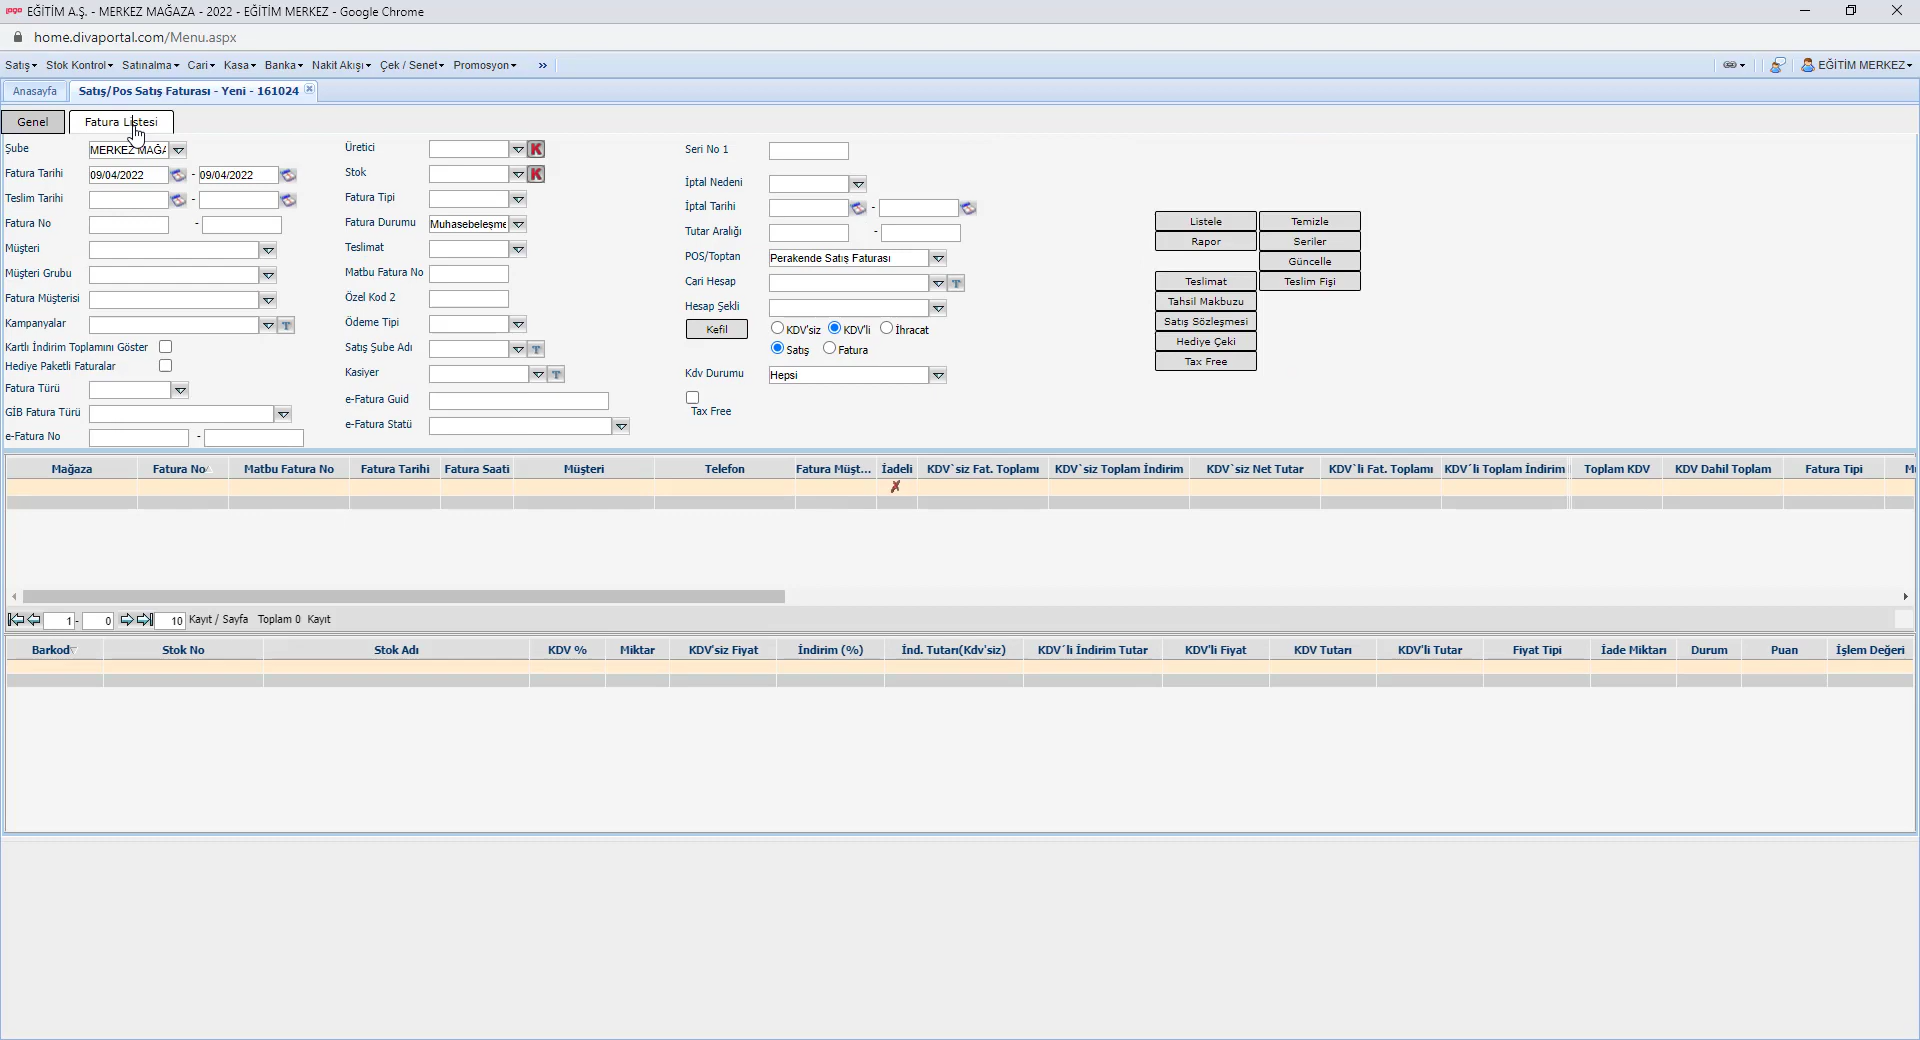 logo EĞİTİM A.Ş. - MERKEZ MAĞAZA - 2022 - EĞİTİM MERKEZ - Google Chrome
home.divaportal.com/Menu.aspx
Satış Stok Kontrol Satınalma Cari Kasa Banka Nakit Akışı Çek / Senet Promosyon » EĞİTİM MERKEZ
Anasayfa Satış/Pos Satış Faturası - Yeni - 161024
Genel Fatura Listesi
Şube MERKEZ MAĞA
Fatura Tarihi 09/04/2022 - 09/04/2022
Teslim Tarihi -
Fatura No -
Müşteri
Müşteri Grubu
Fatura Müşterisi
Kampanyalar T
Kartlı İndirim Toplamını Göster
Hediye Paketli Faturalar
Fatura Türü
GİB Fatura Türü
e-Fatura No -
Üretici K
Stok K
Fatura Tipi
Fatura Durumu Muhasebeleşme
Teslimat
Matbu Fatura No
Özel Kod 2
Ödeme Tipi
Satış Şube Adı T
Kasiyer T
e-Fatura Guid
e-Fatura Statü
Seri No 1
İptal Nedeni
İptal Tarihi -
Tutar Aralığı -
POS/Toptan Perakende Satış Faturası
Cari Hesap T
Hesap Şekli
Kefil KDV'siz KDV'li İhracat
Satış Fatura
Kdv Durumu Hepsi
Tax Free
Listele Temizle
Rapor Seriler
Güncelle
Teslimat Teslim Fişi
Tahsil Makbuzu
Satış Sözleşmesi
Hediye Çeki
Tax Free
Mağaza Fatura No Matbu Fatura No Fatura Tarihi Fatura Saati Müşteri Telefon Fatura Müşt... İadeli KDV`siz Fat. Toplamı KDV`siz Toplam İndirim KDV`siz Net Tutar KDV`li Fat. Toplamı KDV´li Toplam İndirim Toplam KDV KDV Dahil Toplam Fatura Tipi M
1 - 0 10 Kayıt / Sayfa Toplam 0 Kayıt
Barkod Stok No Stok Adı KDV % Miktar KDV'siz Fiyat İndirim (%) İnd. Tutarı(Kdv'siz) KDV´li İndirim Tutar KDV'li Fiyat KDV Tutarı KDV'li Tutar Fiyat Tipi İade Miktarı Durum Puan İşlem Değeri